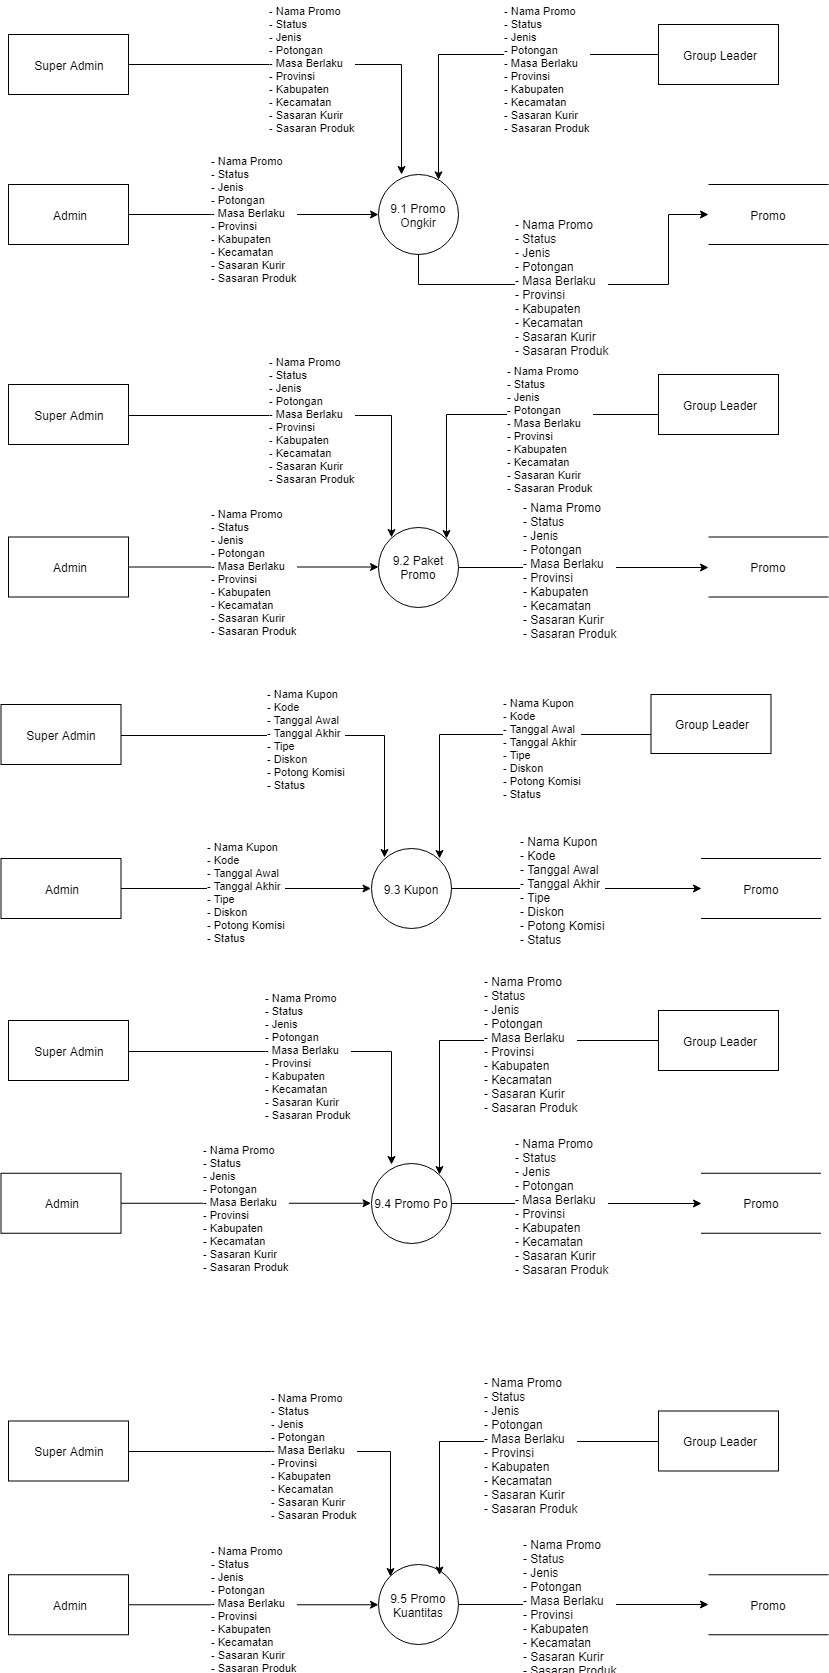 - Nama Promo
- Status
- Jenis
- Potongan
- Masa Berlaku
- Provinsi
- Kabupaten
- Kecamatan
- Sasaran Kurir
- Sasaran Produk
- Nama Promo
- Status
- Jenis
- Potongan
- Masa Berlaku
- Provinsi
- Kabupaten
- Kecamatan
- Sasaran Kurir
- Sasaran Produk
Super Admin
Group Leader
- Nama Promo
- Status
- Jenis
- Potongan
- Masa Berlaku
- Provinsi
- Kabupaten
- Kecamatan
- Sasaran Kurir
- Sasaran Produk
Admin
9.1 Promo
Ongkir
- Nama Promo
- Status
- Jenis
- Potongan
- Masa Berlaku
- Provinsi
- Kabupaten
- Kecamatan
- Sasaran Kurir
- Sasaran Produk
Promo
- Nama Promo
- Status
- Jenis
- Potongan
- Masa Berlaku
- Provinsi
- Kabupaten
- Kecamatan
- Sasaran Kurir
- Sasaran Produk
- Nama Promo
- Status
- Jenis
- Potongan
- Masa Berlaku
- Provinsi
- Kabupaten
- Kecamatan
- Sasaran Kurir
- Sasaran Produk
Super Admin
Group Leader
- Nama Promo
- Status
- Jenis
- Potongan
- Masa Berlaku
- Provinsi
- Kabupaten
- Kecamatan
- Sasaran Kurir
- Sasaran Produk
Admin
9.2 Paket
Promo
- Nama Promo
- Status
- Jenis
- Potongan
- Masa Berlaku
- Provinsi
- Kabupaten
- Kecamatan
- Sasaran Kurir
- Sasaran Produk
Promo
- Nama Kupon
- Kode
- Tanggal Awal
- Tanggal Akhir
- Tipe
- Diskon
- Potong Komisi
- Status
- Nama Kupon
- Kode
- Tanggal Awal
- Tanggal Akhir
- Tipe
- Diskon
- Potong Komisi
- Status
Super Admin
Group Leader
- Nama Kupon
- Kode
- Tanggal Awal
- Tanggal Akhir
- Tipe
- Diskon
- Potong Komisi
- Status
Admin
9.3 Kupon
- Nama Kupon
- Kode
- Tanggal Awal
- Tanggal Akhir
- Tipe
- Diskon
- Potong Komisi
- Status
Promo
- Nama Promo
- Status
- Jenis
- Potongan
- Masa Berlaku
- Provinsi
- Kabupaten
- Kecamatan
- Sasaran Kurir
- Sasaran Produk
- Nama Promo
- Status
- Jenis
- Potongan
- Masa Berlaku
- Provinsi
- Kabupaten
- Kecamatan
- Sasaran Kurir
- Sasaran Produk
Super Admin
Group Leader
- Nama Promo
- Status
- Jenis
- Potongan
- Masa Berlaku
- Provinsi
- Kabupaten
- Kecamatan
- Sasaran Kurir
- Sasaran Produk
Admin
9.4 Promo Po
- Nama Promo
- Status
- Jenis
- Potongan
- Masa Berlaku
- Provinsi
- Kabupaten
- Kecamatan
- Sasaran Kurir
- Sasaran Produk
Promo
- Nama Promo
- Status
- Jenis
- Potongan
- Masa Berlaku
- Provinsi
- Kabupaten
- Kecamatan
- Sasaran Kurir
- Sasaran Produk
- Nama Promo
- Status
- Jenis
- Potongan
- Masa Berlaku
- Provinsi
- Kabupaten
- Kecamatan
- Sasaran Kurir
- Sasaran Produk
Super Admin
Group Leader
- Nama Promo
- Status
- Jenis
- Potongan
- Masa Berlaku
- Provinsi
- Kabupaten
- Kecamatan
- Sasaran Kurir
- Sasaran Produk
Admin
9.5 Promo
Kuantitas
- Nama Promo
- Status
- Jenis
- Potongan
- Masa Berlaku
- Provinsi
- Kabupaten
- Kecamatan
- Sasaran Kurir
- Sasaran Produk
Promo